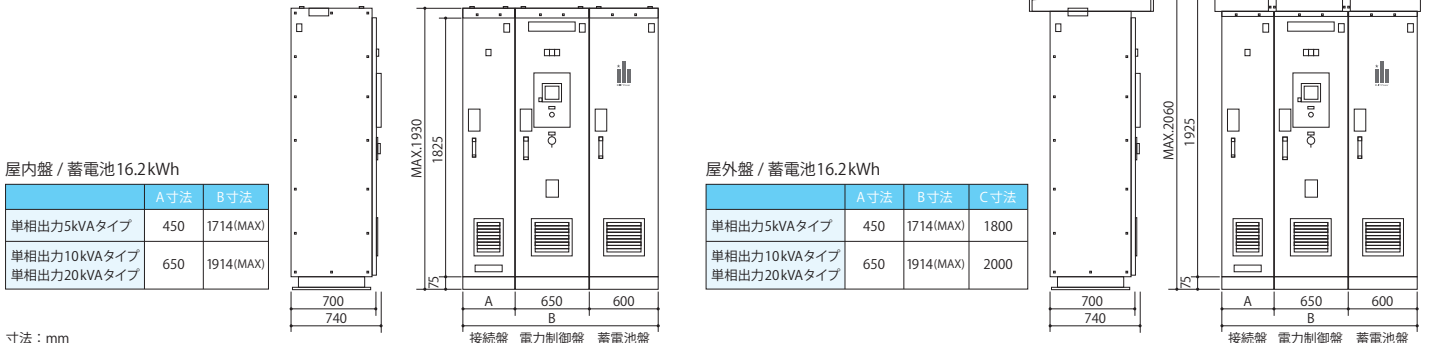 屋内盤 / 蓄電池16.2kWh
A寸法 B寸法
単相出力5kVAタイプ 450 1714(MAX)
単相出力10kVAタイプ
単相出力20kVAタイプ 650 1914(MAX)
寸法：mm
700
740
MAX.1930
1825
75
A 650 600
B
接続盤 電力制御盤 蓄電池盤
屋外盤 / 蓄電池16.2kWh
A寸法 B寸法 C寸法
単相出力5kVAタイプ 450 1714(MAX) 1800
単相出力10kVAタイプ
単相出力20kVAタイプ 650 1914(MAX) 2000
700
740
MAX.2060
1925
75
A 650 600
B
接続盤 電力制御盤 蓄電池盤